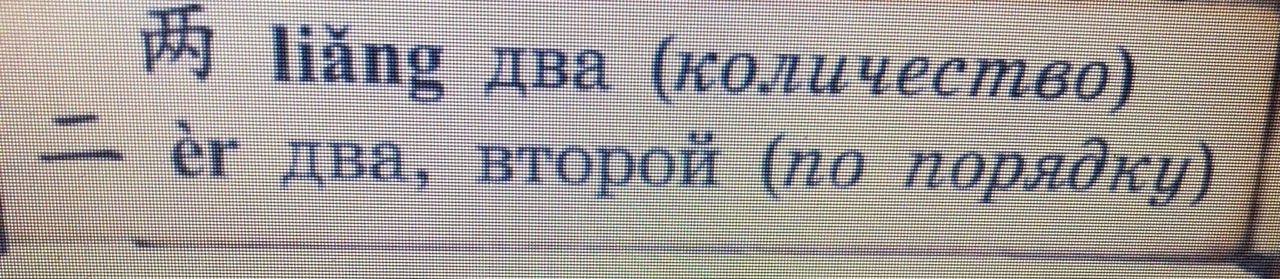 两 liǎng два (количество)
二 èr два, второй (по порядку)